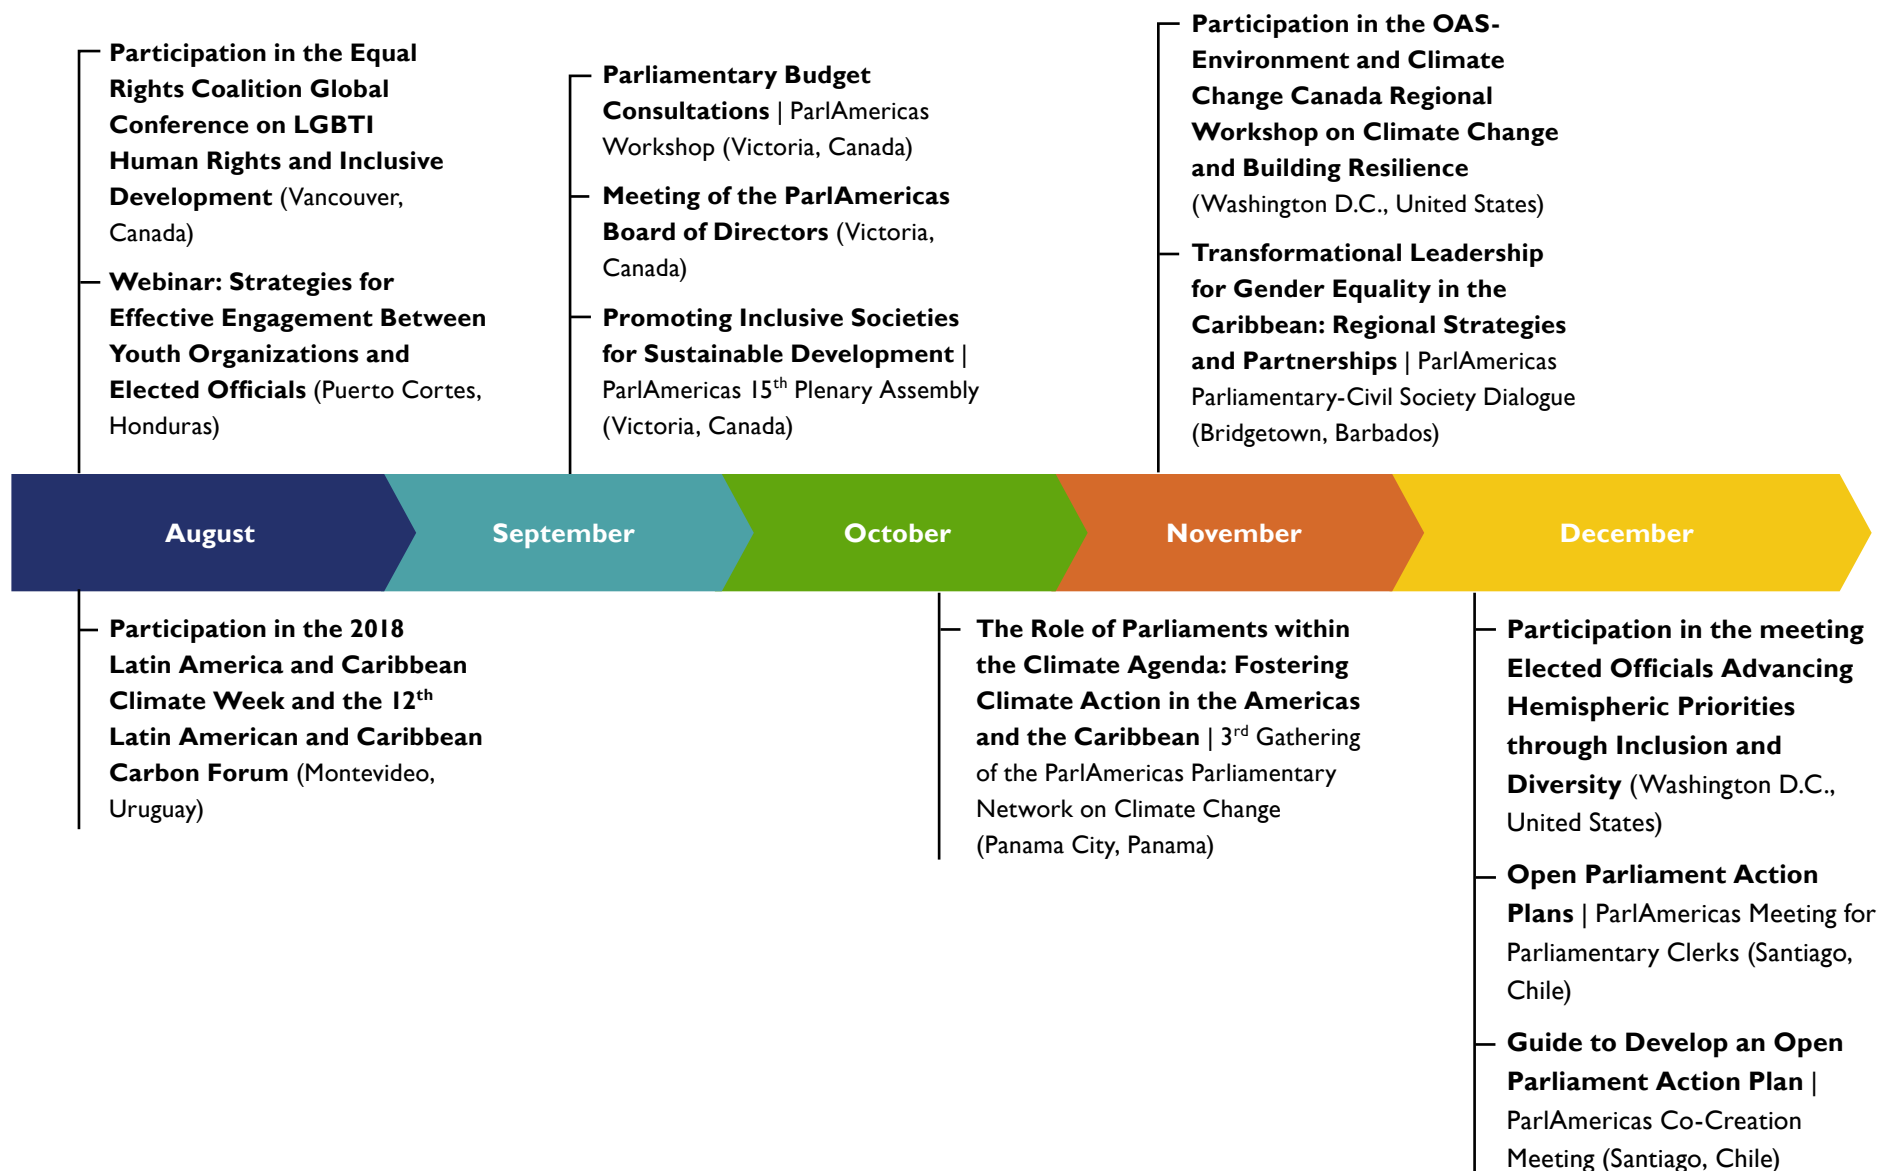 Participation in the Equal
Rights Coalition Global
Conference on LGBTI
Human Rights and Inclusive
Development (Vancouver,
Canada)
Webinar: Strategies for
Effective Engagement Between
Youth Organizations and
Elected Officials (Puerto Cortes,
Honduras)
Parliamentary Budget
Consultations | ParlAmericas
Workshop (Victoria, Canada)
Meeting of the ParlAmericas
Board of Directors (Victoria,
Canada)
Promoting Inclusive Societies
for Sustainable Development |
ParlAmericas 15th Plenary Assembly
(Victoria, Canada)
Participation in the OAS-
Environment and Climate
Change Canada Regional
Workshop on Climate Change
and Building Resilience
(Washington D.C., United States)
Transformational Leadership
for Gender Equality in the
Caribbean: Regional Strategies
and Partnerships | ParlAmericas
Parliamentary-Civil Society Dialogue
(Bridgetown, Barbados)
August
September
October
November
December
Participation in the 2018
Latin America and Caribbean
Climate Week and the 12th
Latin American and Caribbean
Carbon Forum (Montevideo,
Uruguay)
The Role of Parliaments within
the Climate Agenda: Fostering
Climate Action in the Americas
and the Caribbean | 3rd Gathering
of the ParlAmericas Parliamentary
Network on Climate Change
(Panama City, Panama)
Participation in the meeting
Elected Officials Advancing
Hemispheric Priorities
through Inclusion and
Diversity (Washington D.C.,
United States)
Open Parliament Action
Plans | ParlAmericas Meeting for
Parliamentary Clerks (Santiago,
Chile)
Guide to Develop an Open
Parliament Action Plan |
ParlAmericas Co-Creation
Meeting (Santiago, Chile)